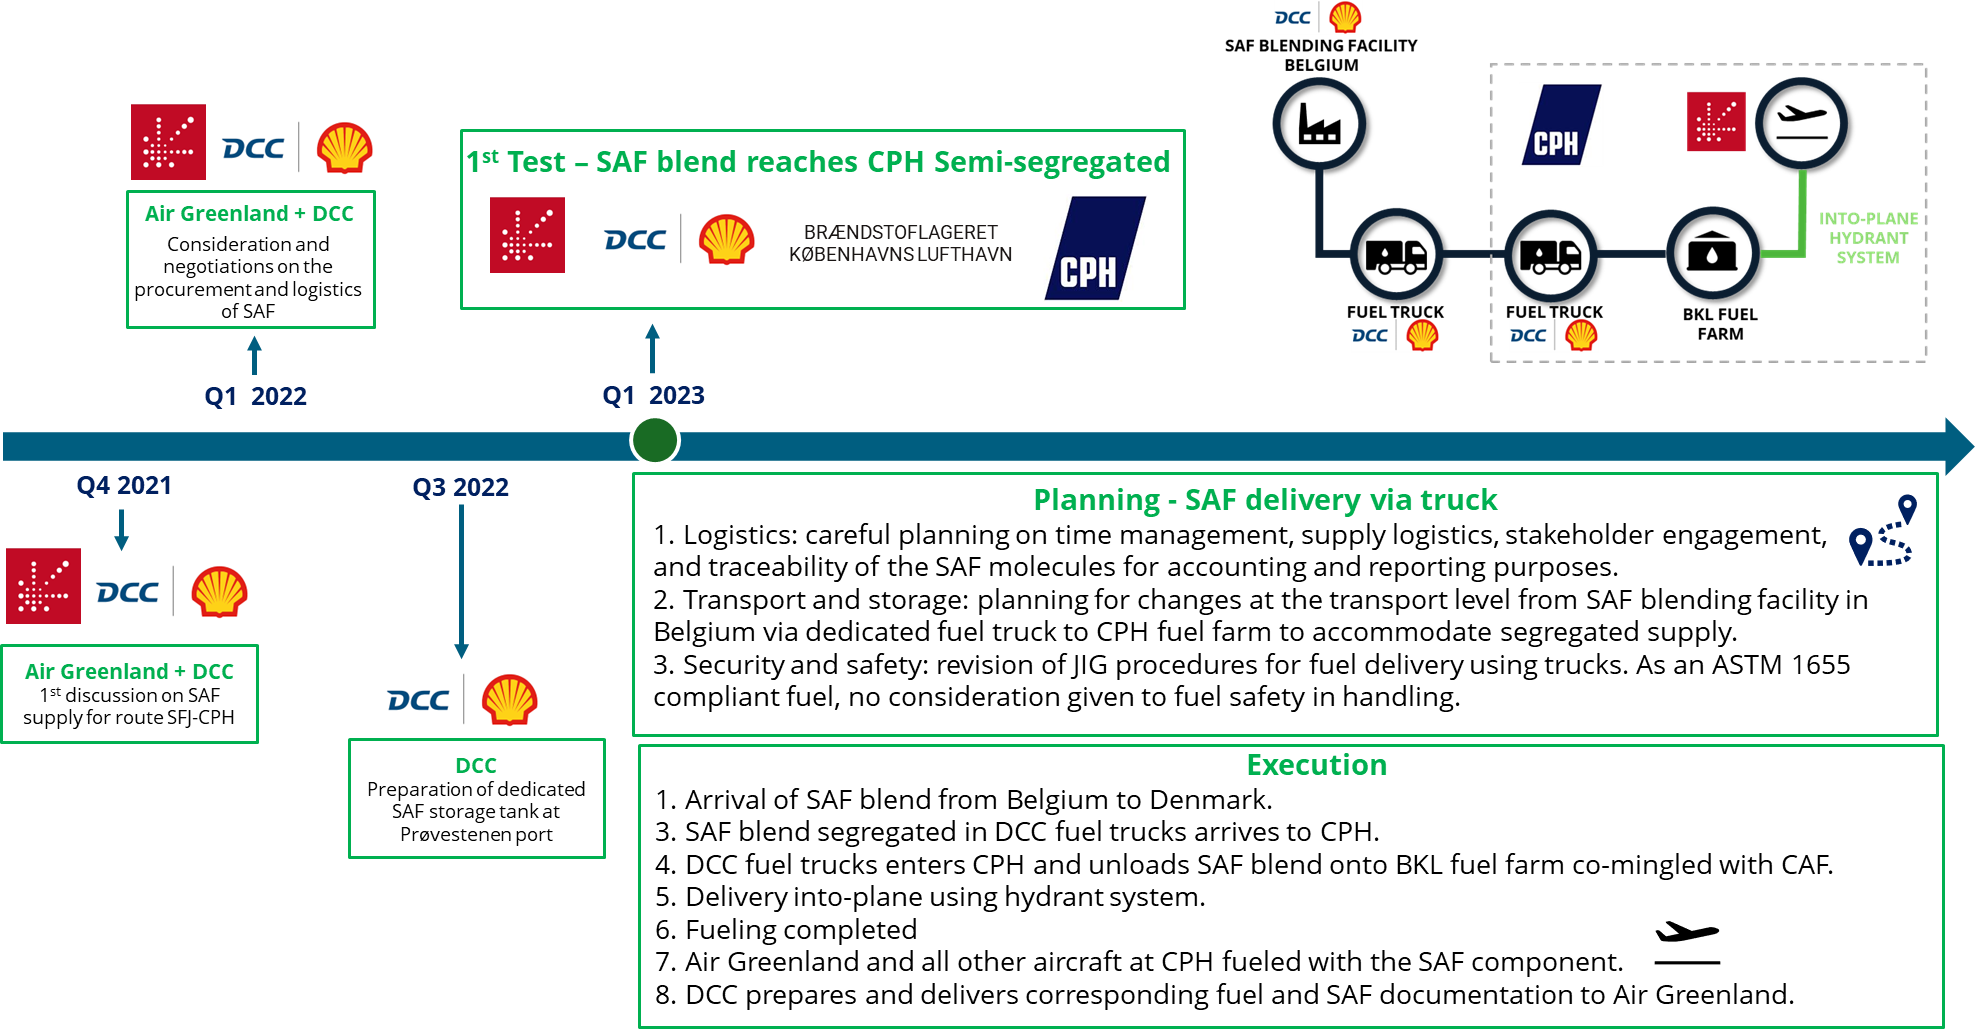 DCC
SAF BLENDING FACILITY
BELGIUM
DCC
Air Greenland + DCC
Consideration and
negotiations on the
procurement and logistics
of SAF
Q1 2022
1st Test – SAF blend reaches CPH Semi-segregated
DCC
BRÆNDSTOFLAGERET
KØBENHAVNS LUFTHAVN
CPH
Q1 2023
CPH
INTO-PLANE
HYDRANT
SYSTEM
FUEL TRUCK
DCC
FUEL TRUCK
DCC
BKL FUEL
FARM
Q4 2021
DCC
Air Greenland + DCC
1st discussion on SAF
supply for route SFJ-CPH
Q3 2022
DCC
DCC
Preparation of dedicated
SAF storage tank at
Prøvestenen port
Planning - SAF delivery via truck
1. Logistics: careful planning on time management, supply logistics, stakeholder engagement,
and traceability of the SAF molecules for accounting and reporting purposes.
2. Transport and storage: planning for changes at the transport level from SAF blending facility in
Belgium via dedicated fuel truck to CPH fuel farm to accommodate segregated supply.
3. Security and safety: revision of JIG procedures for fuel delivery using trucks. As an ASTM 1655
compliant fuel, no consideration given to fuel safety in handling.
Execution
1. Arrival of SAF blend from Belgium to Denmark.
3. SAF blend segregated in DCC fuel trucks arrives to CPH.
4. DCC fuel trucks enters CPH and unloads SAF blend onto BKL fuel farm co-mingled with CAF.
5. Delivery into-plane using hydrant system.
6. Fueling completed
7. Air Greenland and all other aircraft at CPH fueled with the SAF component.
8. DCC prepares and delivers corresponding fuel and SAF documentation to Air Greenland.